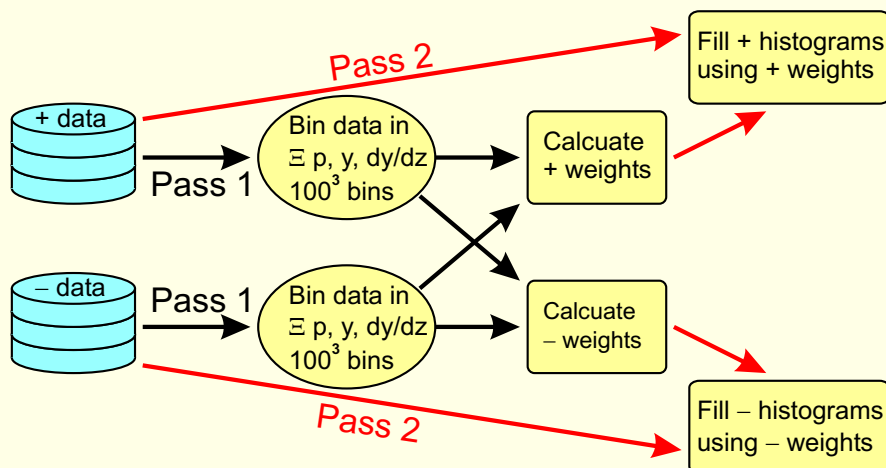 Pass 2
Fill + histograms
using + weights
+ data
Pass 1
Bin data in
Ξ p, y, dy/dz
100³ bins
Calcuate
+ weights
− data
Pass 1
Bin data in
Ξ p, y, dy/dz
100³ bins
Calcuate
− weights
Pass 2
Fill − histograms
using − weights